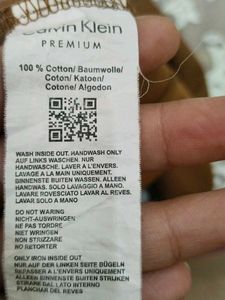 Calvin Klein
PREMIUM
100 % Cotton/ Baumwolle/
Coton/ Katoen/
Cotone/ Algodon
WASH INSIDE OUT. HANDWASH ONLY
AUF LINKS WASCHEN. NUR
HANDWASCHE. LAVER A L'ENVERS.
LAVAGE A LA MAIN UNIQUEMENT.
BINNENSTE BUITEN WASSEN. ALLEEN
HANDWAS. SOLO LAVAGGIO A MANO.
LAVARE ROVESCIATO LAVAR AL REVES.
LAVAR SOLO A MANO
DO NOT WARING
NICHT-AUSWRINGEN
NE PAS TORDRE
NIET WRINGEN
NON STRIZZARE
NO RETORTER
ONLY IRON INSIDE OUT
NUR AUF DER LINKEN SEITE BÜGELN
REPASSER A L'ENVERS UNIQUEMENT
ALLEEN BINNENSTE BUITEN STRIJKEN
STIRARE DAL LATO INTERNO
PLANCHAR DEL REVES